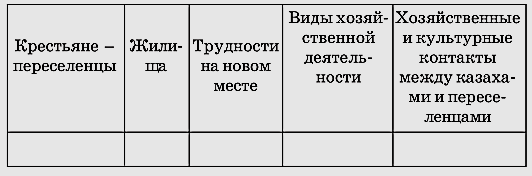 Крестьяне –
переселенцы
Жили-
ща
Трудности
на новом
месте
Виды хозяй-
ственной
деятель-
ности
Хозяйственные
и культурные
контакты
между казаха-
ми и пересе-
ленцами